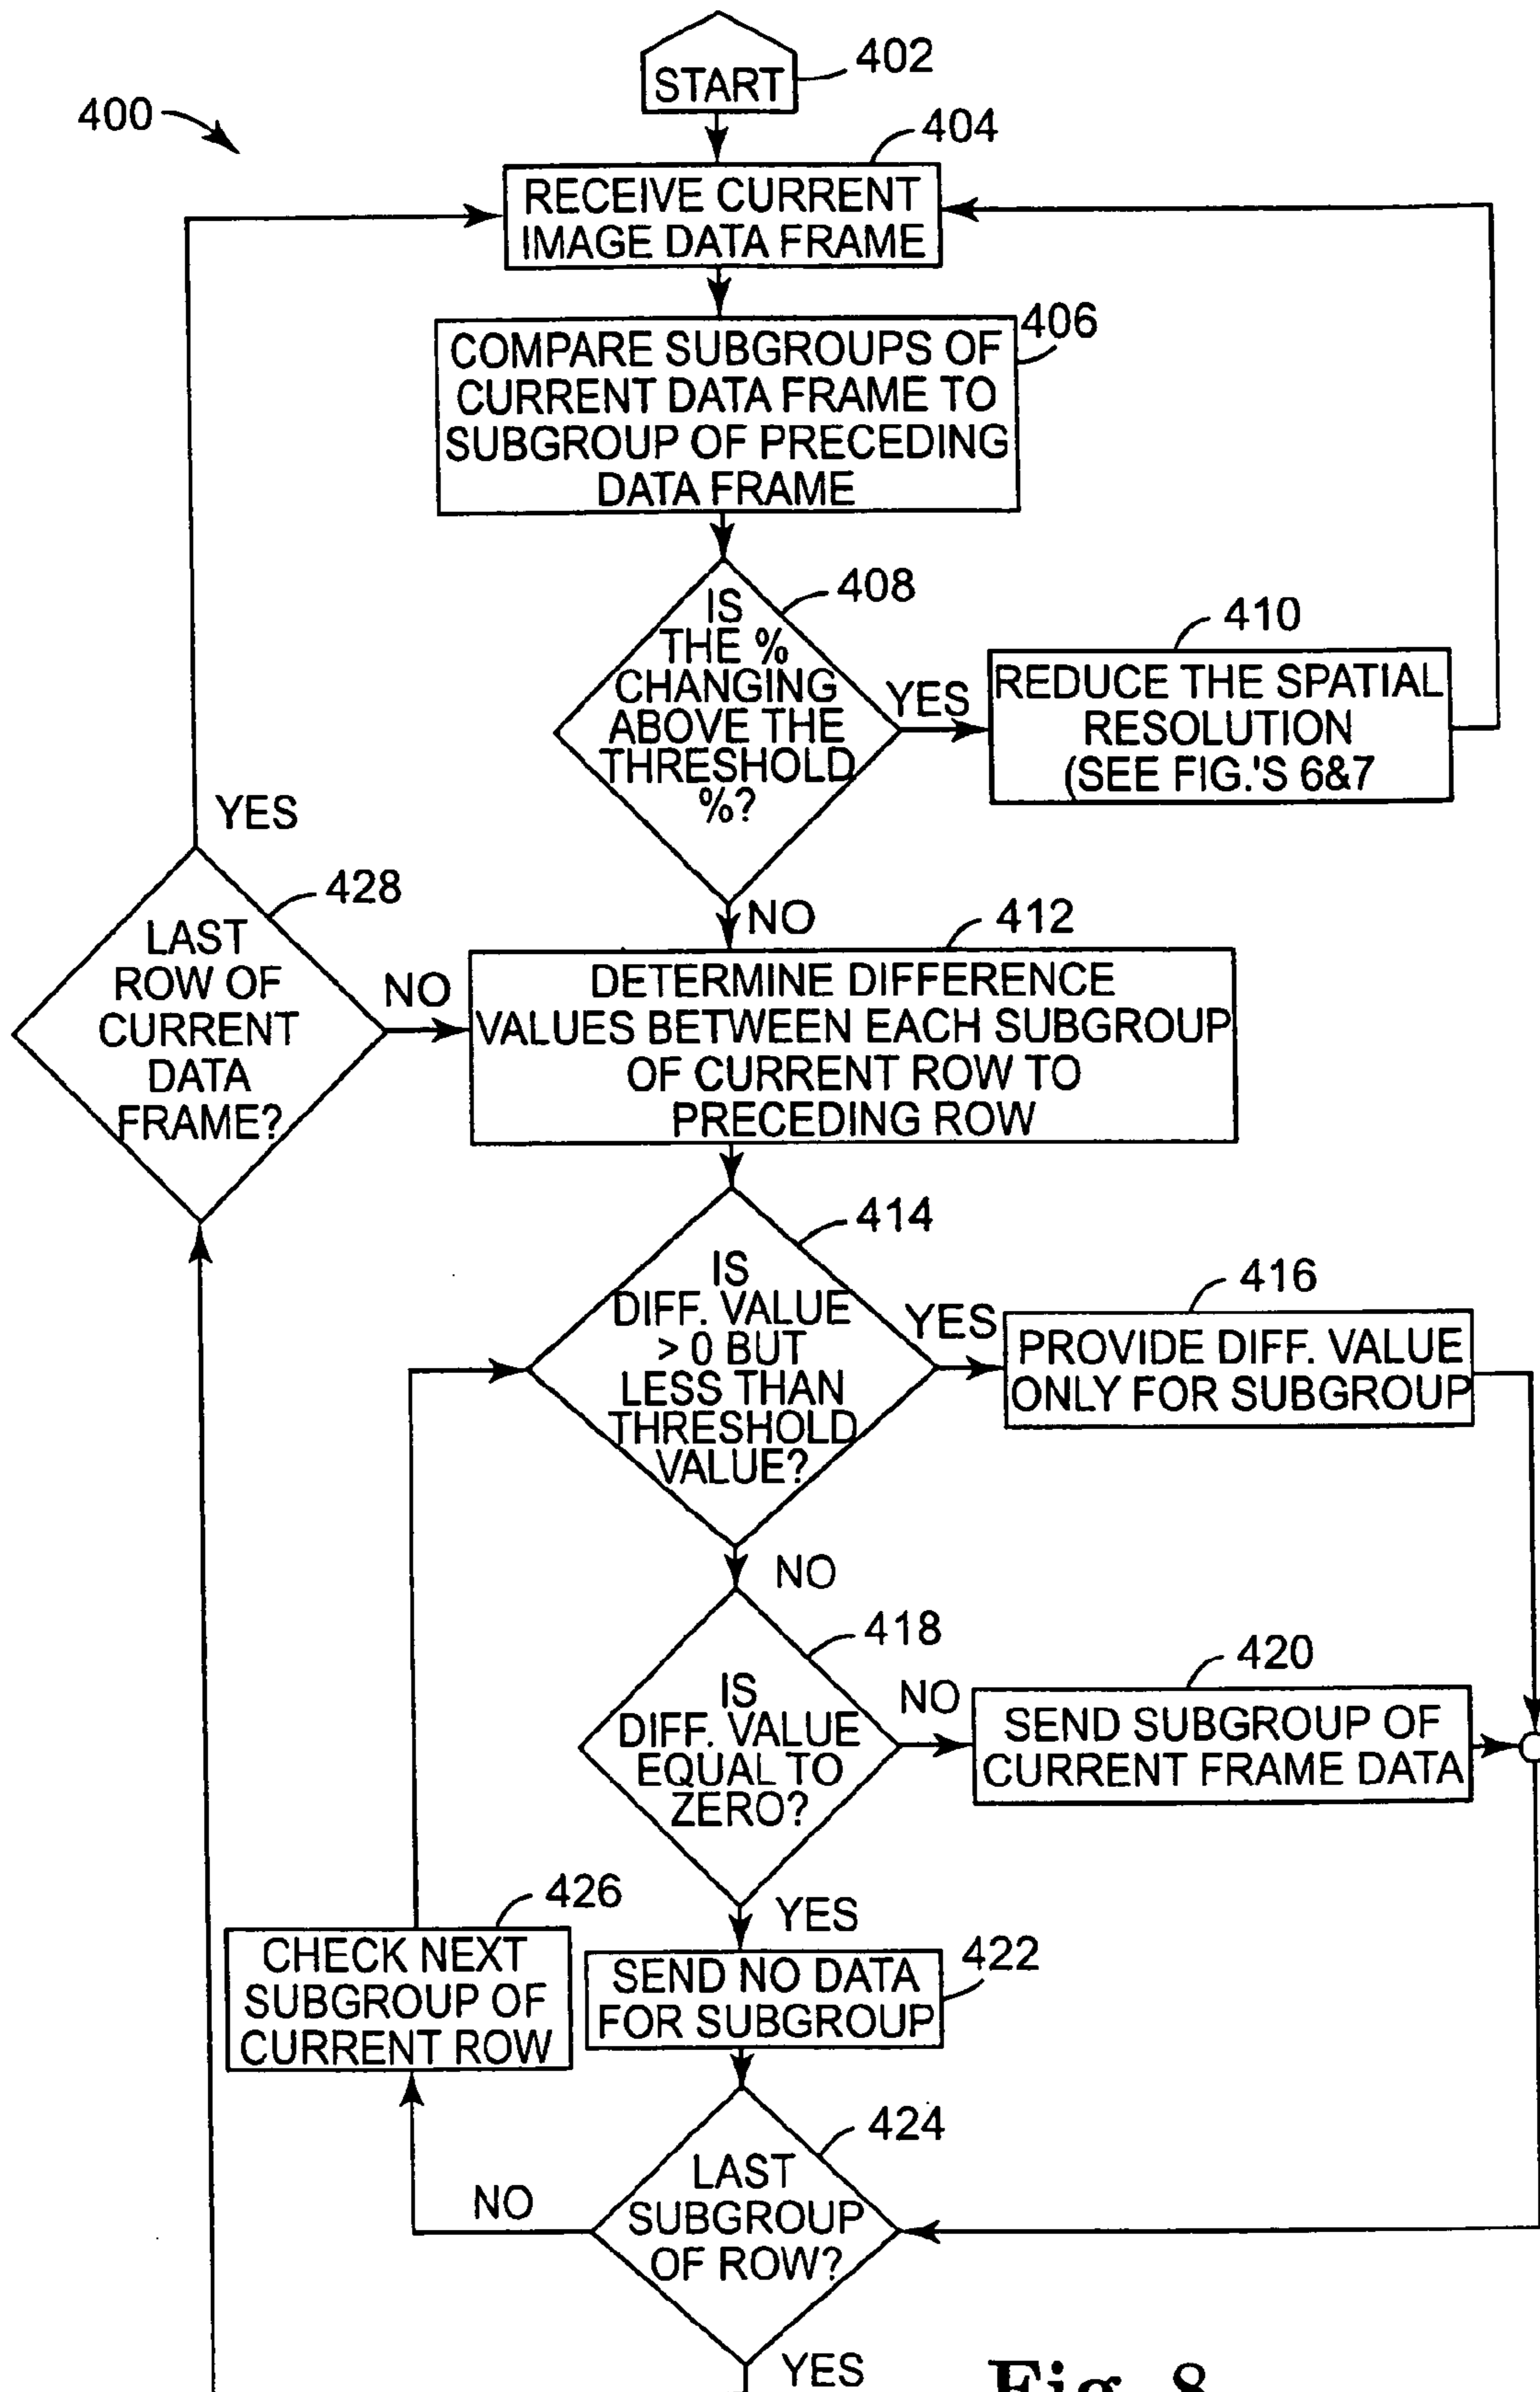 START
402
400
404
RECEIVE CURRENT
IMAGE DATA FRAME
406
COMPARE SUBGROUPS OF
CURRENT DATA FRAME TO
SUBGROUP OF PRECEDING
DATA FRAME
408
IS
THE %
CHANGING
ABOVE THE
THRESHOLD
%?
YES
410
REDUCE THE SPATIAL
RESOLUTION
(SEE FIG.'S 6&7
YES
428
LAST
ROW OF
CURRENT
DATA
FRAME?
NO
NO
412
DETERMINE DIFFERENCE
VALUES BETWEEN EACH SUBGROUP
OF CURRENT ROW TO
PRECEDING ROW
414
IS
DIFF. VALUE
> 0 BUT
LESS THAN
THRESHOLD
VALUE?
YES
416
PROVIDE DIFF. VALUE
ONLY FOR SUBGROUP
NO
418
IS
DIFF. VALUE
EQUAL TO
ZERO?
NO
420
SEND SUBGROUP OF
CURRENT FRAME DATA
YES
426
CHECK NEXT
SUBGROUP OF
CURRENT ROW
422
SEND NO DATA
FOR SUBGROUP
424
LAST
SUBGROUP
OF ROW?
NO
YES
Fig. 8